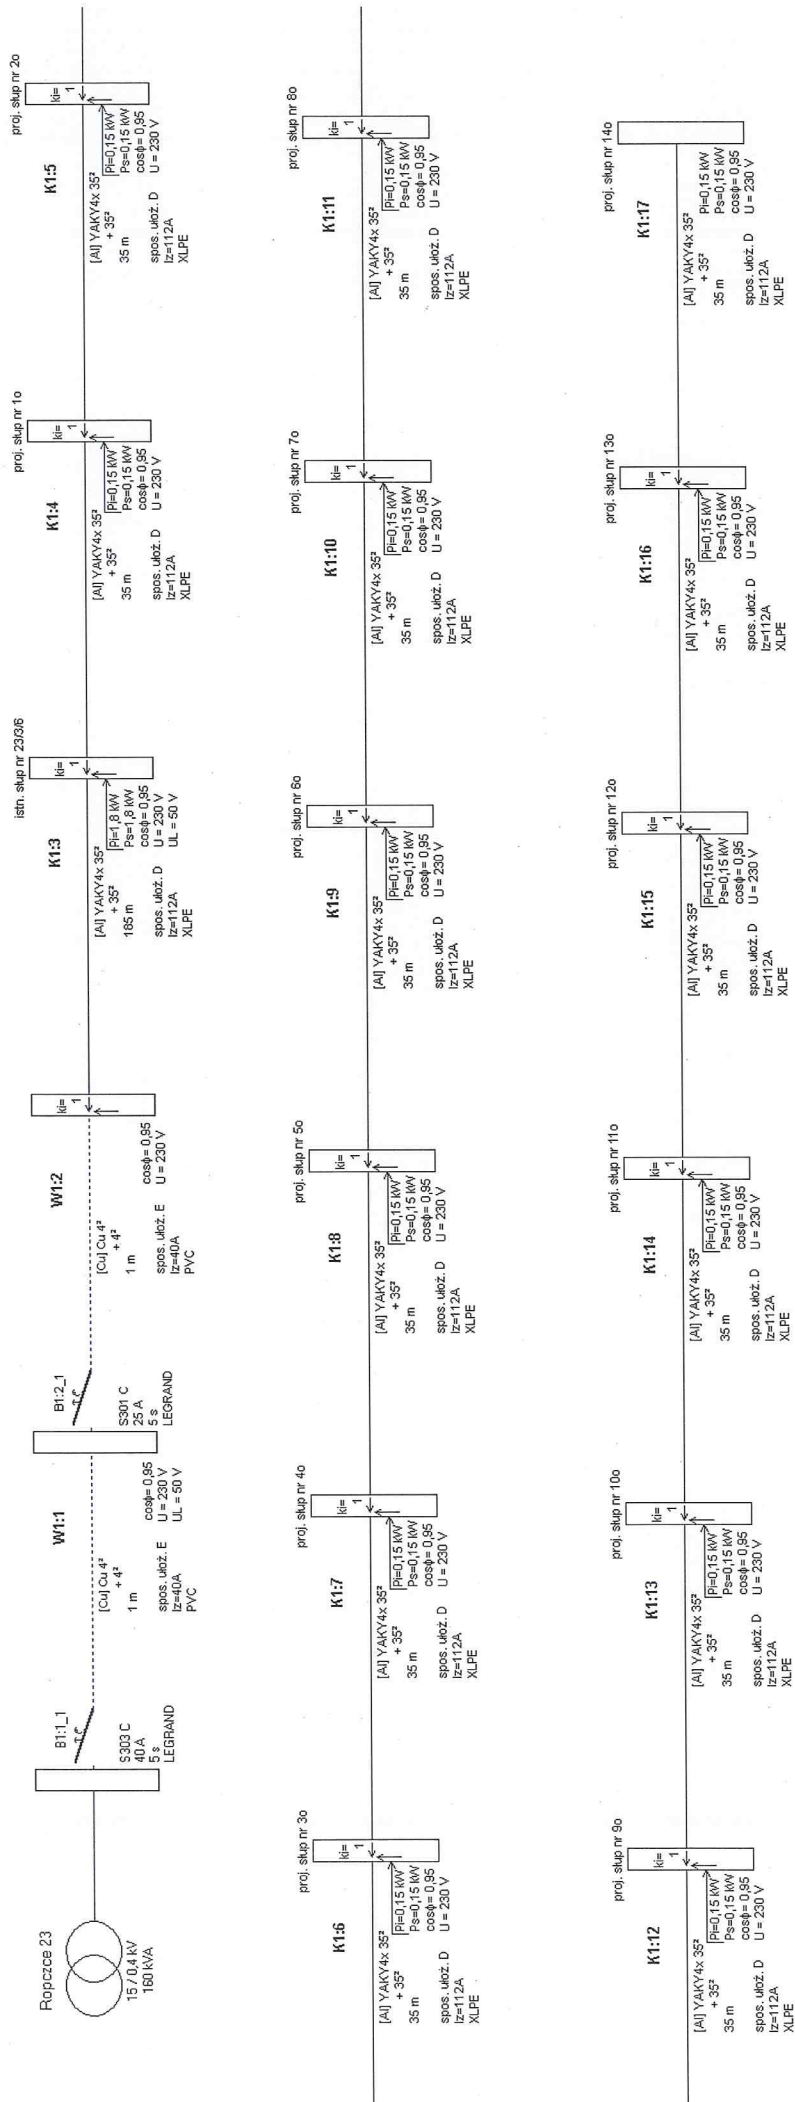 Ropczce 23
15 / 0,4 kV
160 kVA
B1:1_1
S303 C
40 A
5 s
LEGRAND
W1:1
[Cu] Cu 4²
+ 4²
1 m
spos. ułoż. E
Iz=40A
PVC
cosϕ= 0,95
U = 230 V
UL = 50 V
B1:2_1
S301 C
25 A
5 s
LEGRAND
W1:2
[Cu] Cu 4²
+ 4²
1 m
spos. ułoż. E
Iz=40A
PVC
cosϕ= 0,95
U = 230 V
ki=
1
istn. słup nr 23/3/6
K1:3
[Al] YAKY4x 35²
+ 35²
185 m
spos. ułoż. D
Iz=112A
XLPE
Pi=1,8 kW
Ps=1,8 kW
cosϕ= 0,95
U = 230 V
UL = 50 V
ki=
1
proj. słup nr 1o
K1:4
[Al] YAKY4x 35²
+ 35²
35 m
spos. ułoż. D
Iz=112A
XLPE
Pi=0,15 kW
Ps=0,15 kW
cosϕ= 0,95
U = 230 V
ki=
1
proj. słup nr 2o
K1:5
[Al] YAKY4x 35²
+ 35²
35 m
spos. ułoż. D
Iz=112A
XLPE
Pi=0,15 kW
Ps=0,15 kW
cosϕ= 0,95
U = 230 V
ki=
1
proj. słup nr 3o
K1:6
[Al] YAKY4x 35²
+ 35²
35 m
spos. ułoż. D
Iz=112A
XLPE
Pi=0,15 kW
Ps=0,15 kW
cosϕ= 0,95
U = 230 V
ki=
1
proj. słup nr 4o
K1:7
[Al] YAKY4x 35²
+ 35²
35 m
spos. ułoż. D
Iz=112A
XLPE
Pi=0,15 kW
Ps=0,15 kW
cosϕ= 0,95
U = 230 V
ki=
1
proj. słup nr 5o
K1:8
[Al] YAKY4x 35²
+ 35²
35 m
spos. ułoż. D
Iz=112A
XLPE
Pi=0,15 kW
Ps=0,15 kW
cosϕ= 0,95
U = 230 V
ki=
1
proj. słup nr 6o
K1:9
[Al] YAKY4x 35²
+ 35²
35 m
spos. ułoż. D
Iz=112A
XLPE
Pi=0,15 kW
Ps=0,15 kW
cosϕ= 0,95
U = 230 V
ki=
1
proj. słup nr 7o
K1:10
[Al] YAKY4x 35²
+ 35²
35 m
spos. ułoż. D
Iz=112A
XLPE
Pi=0,15 kW
Ps=0,15 kW
cosϕ= 0,95
U = 230 V
ki=
1
proj. słup nr 8o
K1:11
[Al] YAKY4x 35²
+ 35²
35 m
spos. ułoż. D
Iz=112A
XLPE
Pi=0,15 kW
Ps=0,15 kW
cosϕ= 0,95
U = 230 V
ki=
1
proj. słup nr 9o
K1:12
[Al] YAKY4x 35²
+ 35²
35 m
spos. ułoż. D
Iz=112A
XLPE
Pi=0,15 kW
Ps=0,15 kW
cosϕ= 0,95
U = 230 V
ki=
1
proj. słup nr 10o
K1:13
[Al] YAKY4x 35²
+ 35²
35 m
spos. ułoż. D
Iz=112A
XLPE
Pi=0,15 kW
Ps=0,15 kW
cosϕ= 0,95
U = 230 V
ki=
1
proj. słup nr 11o
K1:14
[Al] YAKY4x 35²
+ 35²
35 m
spos. ułoż. D
Iz=112A
XLPE
Pi=0,15 kW
Ps=0,15 kW
cosϕ= 0,95
U = 230 V
ki=
1
proj. słup nr 12o
K1:15
[Al] YAKY4x 35²
+ 35²
35 m
spos. ułoż. D
Iz=112A
XLPE
Pi=0,15 kW
Ps=0,15 kW
cosϕ= 0,95
U = 230 V
ki=
1
proj. słup nr 13o
K1:16
[Al] YAKY4x 35²
+ 35²
35 m
spos. ułoż. D
Iz=112A
XLPE
Pi=0,15 kW
Ps=0,15 kW
cosϕ= 0,95
U = 230 V
ki=
1
proj. słup nr 14o
K1:17
[Al] YAKY4x 35²
+ 35²
35 m
spos. ułoż. D
Iz=112A
XLPE
Pi=0,15 kW
Ps=0,15 kW
cosϕ= 0,95
U = 230 V